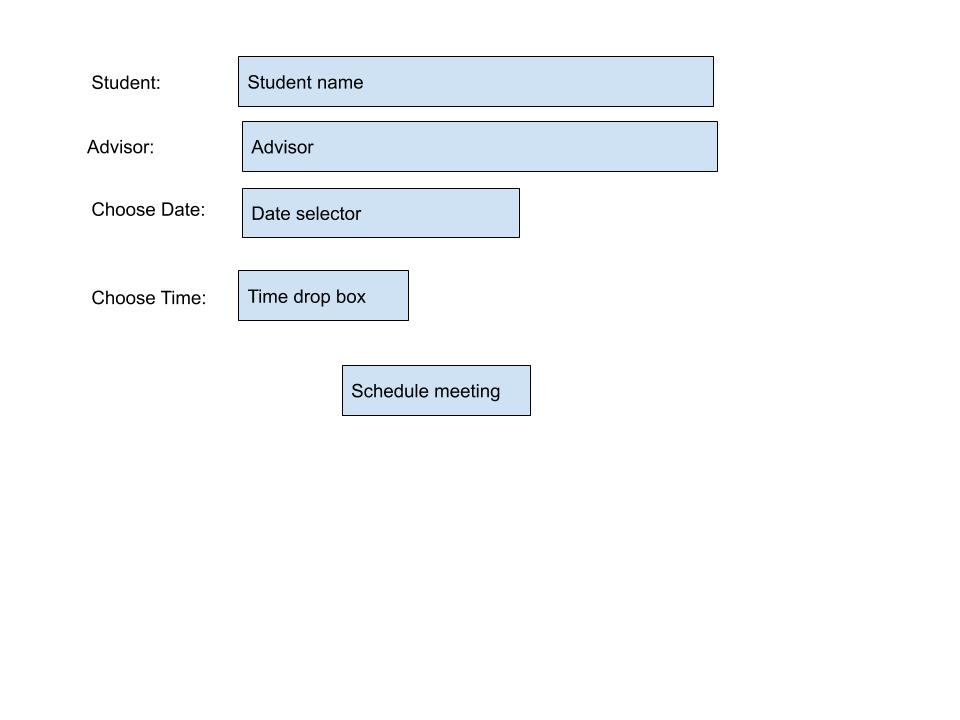 Student: Student name
Advisor: Advisor
Choose Date: Date selector
Choose Time: Time drop box
Schedule meeting